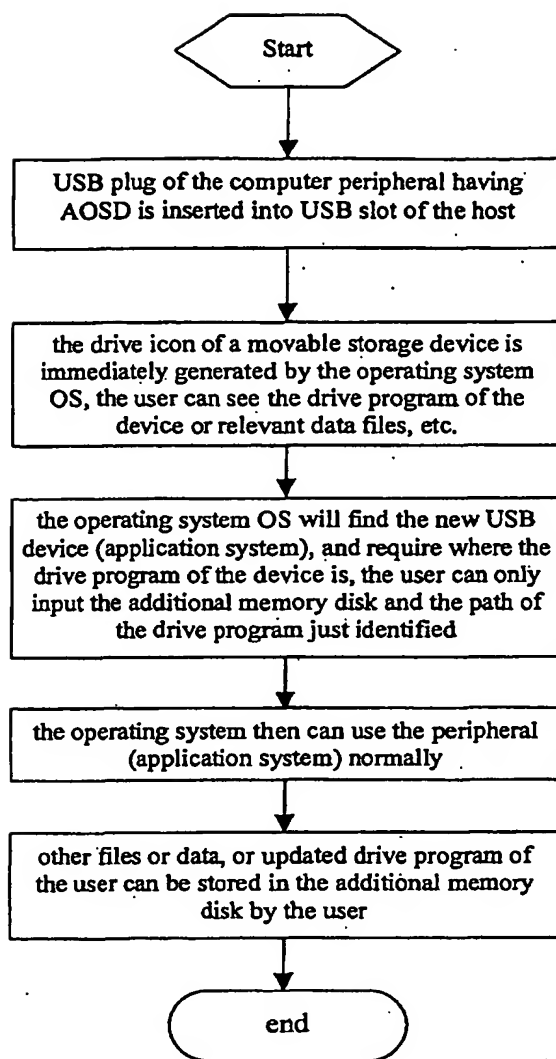 Start
USB plug of the computer peripheral having
AOSD is inserted into USB slot of the host
the drive icon of a movable storage device is
immediately generated by the operating system
OS, the user can see the drive program of the
device or relevant data files, etc.
the operating system OS will find the new USB
device (application system), and require where the
drive program of the device is, the user can only
input the additional memory disk and the path of
the drive program just identified
the operating system then can use the peripheral
(application system) normally
other files or data, or updated drive program of
the user can be stored in the additional memory
disk by the user
end